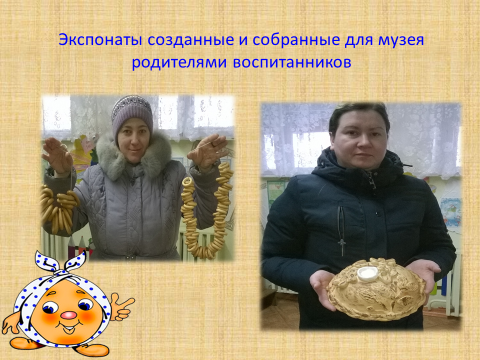 Экспонаты созданные и собранные для музея
родителями воспитанников